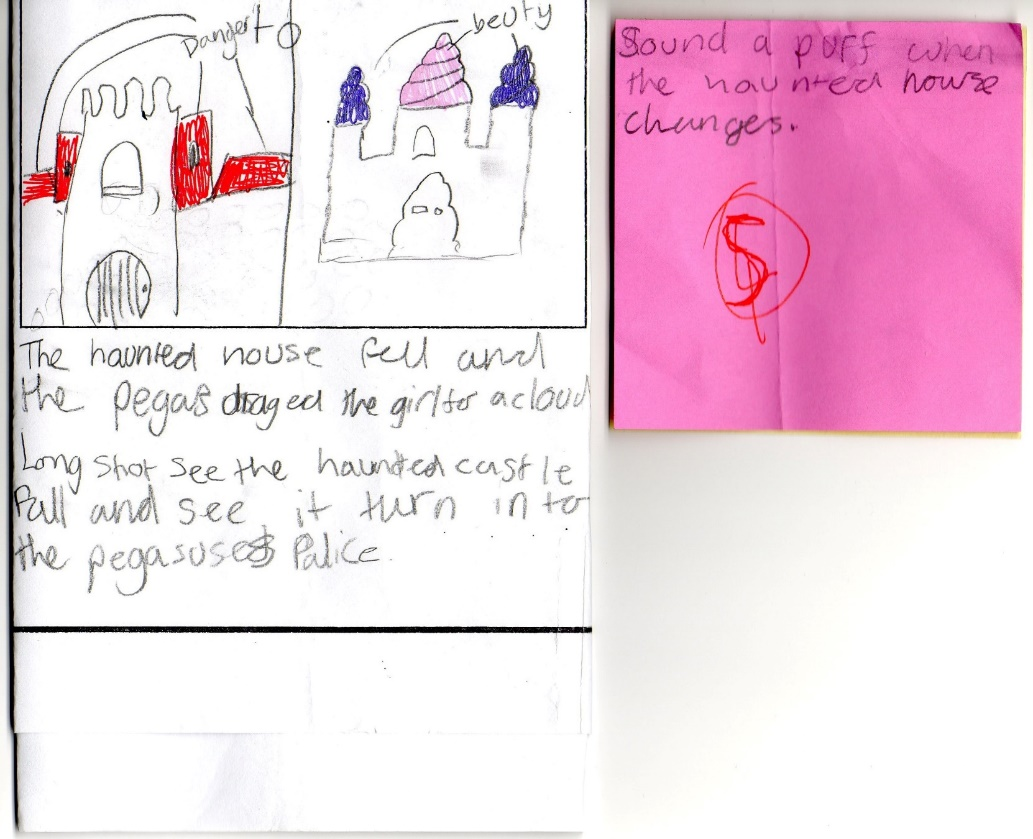 Danger
beuty
The haunted house fell and
the pegas draged the girl to a cloud
Long shot see the haunted castle
fall and see it turn in to
the pegasuses Palice.
Sound a puff when
the haunted house
changes.
5